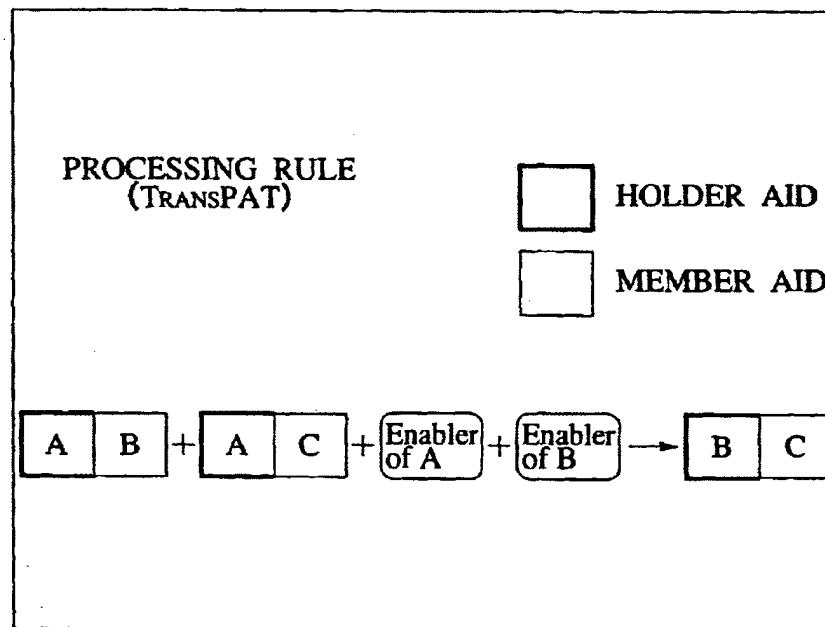 PROCESSING RULE
(TRANSPAT)
HOLDER AID
MEMBER AID
A B + A C + Enabler of A + Enabler of B → B C